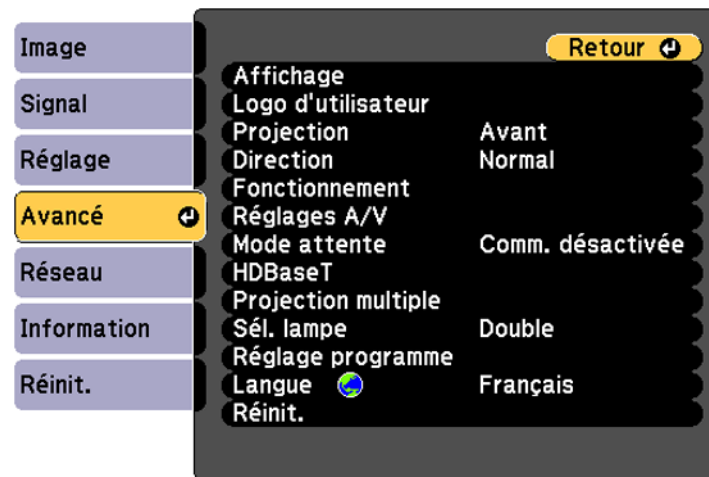 Image
Signal
Réglage
Avancé
Réseau
Information
Réinit.
Retour
Affichage
Logo d'utilisateur
Projection Avant
Direction Normal
Fonctionnement
Réglages A/V
Mode attente Comm. désactivée
HDBaseT
Projection multiple
Sél. lampe Double
Réglage programme
Langue Français
Réinit.